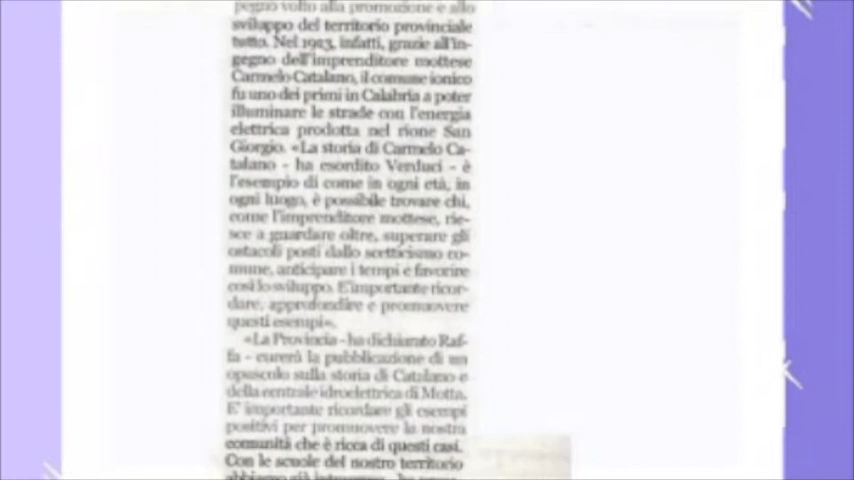 pegno volto alla promozione e allo
sviluppo del territorio provinciale
tutto. Nel 1913, infatti, grazie all'in-
gegno dell'imprenditore mottese
Carmelo Catalano, il comune ionico
fu uno dei primi in Calabria a poter
illuminare le strade con l'energia
elettrica prodotta nel rione San
Giorgio. «La storia di Carmelo Ca-
talano - ha esordito Verduci - è
l'esempio di come in ogni età, in
ogni luogo, è possibile trovare chi,
come l'imprenditore mottese, rie-
sce a guardare oltre, superare gli
ostacoli posti dallo scetticismo co-
mune, anticipare i tempi e favorire
così lo sviluppo. E'importante ricor-
dare, approfondire e promuovere
questi esempi».
«La Provincia - ha dichiarato Raf-
fa - curerà la pubblicazione di un
opuscolo sulla storia di Catalano e
della centrale idroelettrica di Motta.
E' importante ricordare gli esempi
positivi per promuovere la nostra
comunità che è ricca di questi casi.
Con le scuole del nostro territorio
abbiamo già